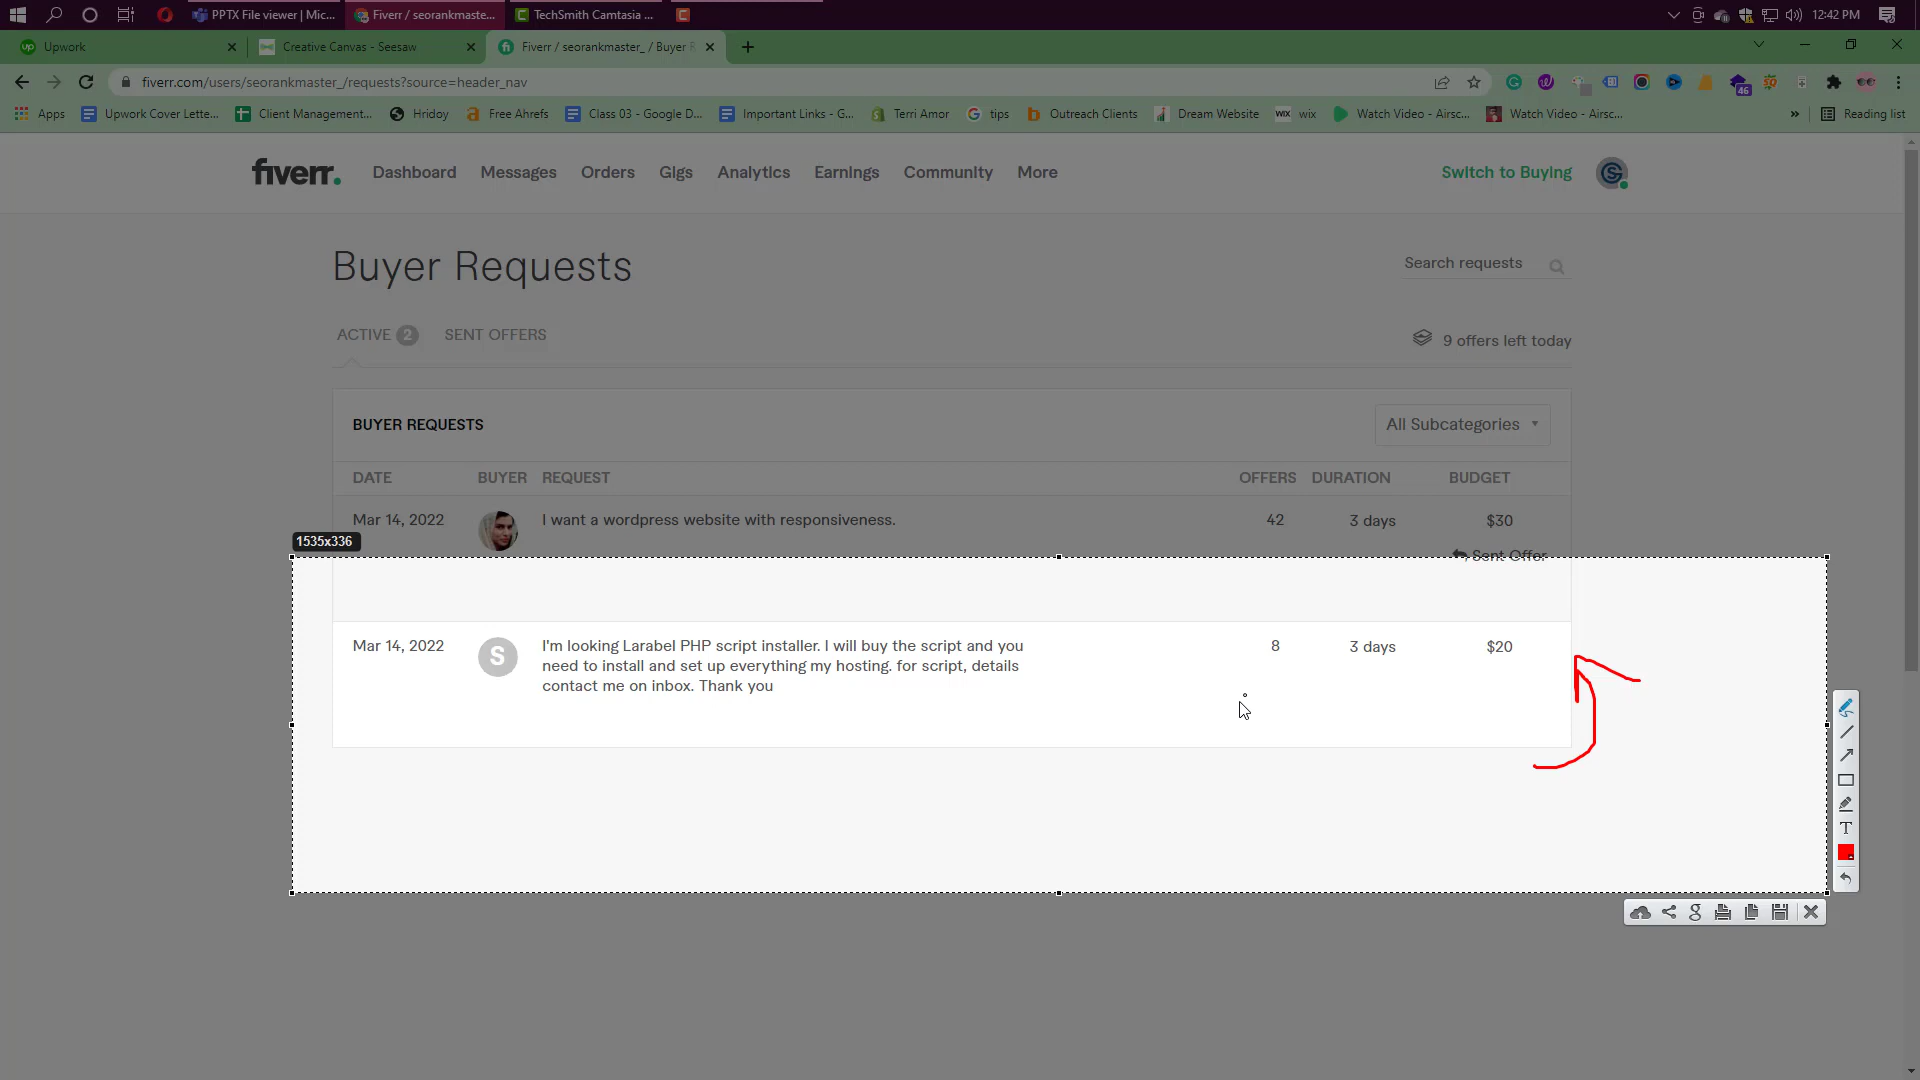 PPTX File viewer | Mic...
Fiverr / seorankmaste...
TechSmith Camtasia ...
12:42 PM
Upwork
Creative Canvas - Seesaw
Fiverr / seorankmaster_ / Buyer R
fiverr.com/users/seorankmaster_/requests?source=header_nav
46
Apps
Upwork Cover Lette...
Client Management...
Hridoy
Free Ahrefs
Class 03 - Google D...
Important Links - G...
Terri Amor
tips
Outreach Clients
Dream Website
WIX wix
Watch Video - Airsc...
Watch Video - Airsc...
Reading list
fiverr.
Dashboard
Messages
Orders
Gigs
Analytics
Earnings
Community
More
Switch to Buying
Buyer Requests
Search requests
ACTIVE 2
SENT OFFERS
9 offers left today
BUYER REQUESTS
All Subcategories
DATE BUYER REQUEST OFFERS DURATION BUDGET
Mar 14, 2022 I want a wordpress website with responsiveness. 42 3 days $30
1535x336
Sent Offer
Mar 14, 2022 S I'm looking Larabel PHP script installer. I will buy the script and you 8 3 days $20
need to install and set up everything my hosting. for script, details
contact me on inbox. Thank you
T
g